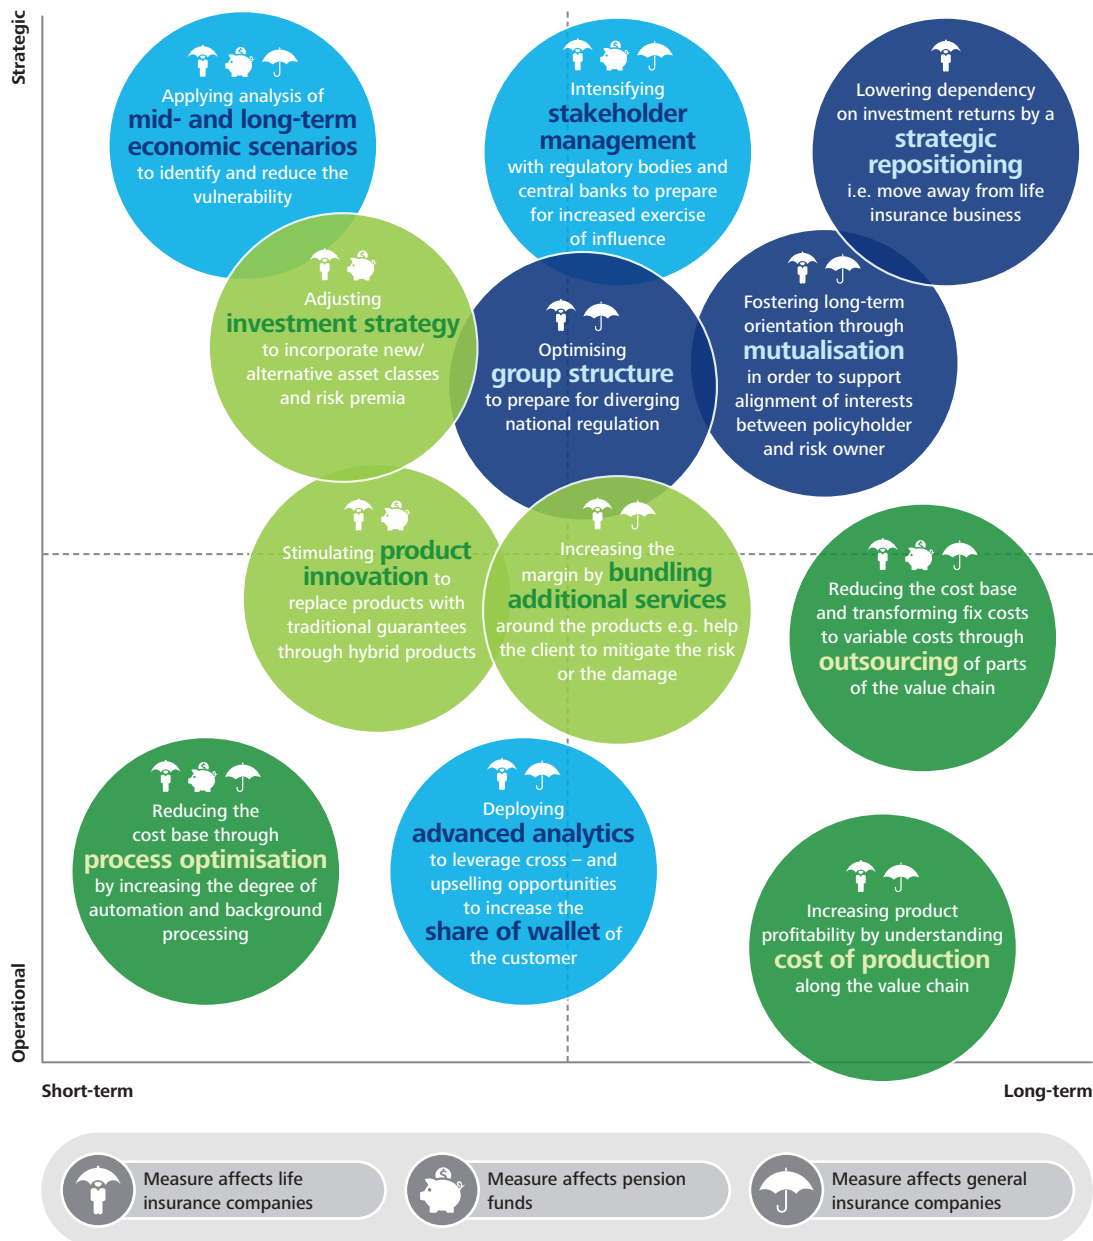 Strategic
Applying analysis of
mid- and long-term
economic scenarios
to identify and reduce the
vulnerability
Intensifying
stakeholder
management
with regulatory bodies and
central banks to prepare
for increased exercise
of influence
Lowering dependency
on investment returns by a
strategic
repositioning
i.e. move away from life
insurance business
Adjusting
investment strategy
to incorporate new/
alternative asset classes
and risk premia
Optimising
group structure
to prepare for diverging
national regulation
Fostering long-term
orientation through
mutualisation
in order to support
alignment of interests
between policyholder
and risk owner
Stimulating product
innovation to
replace products with
traditional guarantees
through hybrid products
Increasing the
margin by bundling
additional services
around the products e.g. help
the client to mitigate the risk
or the damage
Reducing the cost base
and transforming fix costs
to variable costs through
outsourcing of parts
of the value chain
Reducing the
cost base through
process optimisation
by increasing the degree of
automation and background
processing
Deploying
advanced analytics
to leverage cross – and
upselling opportunities
to increase the
share of wallet of
the customer
Increasing product
profitability by understanding
cost of production
along the value chain
Operational
Short-term
Long-term
Measure affects life
insurance companies
Measure affects pension
funds
Measure affects general
insurance companies